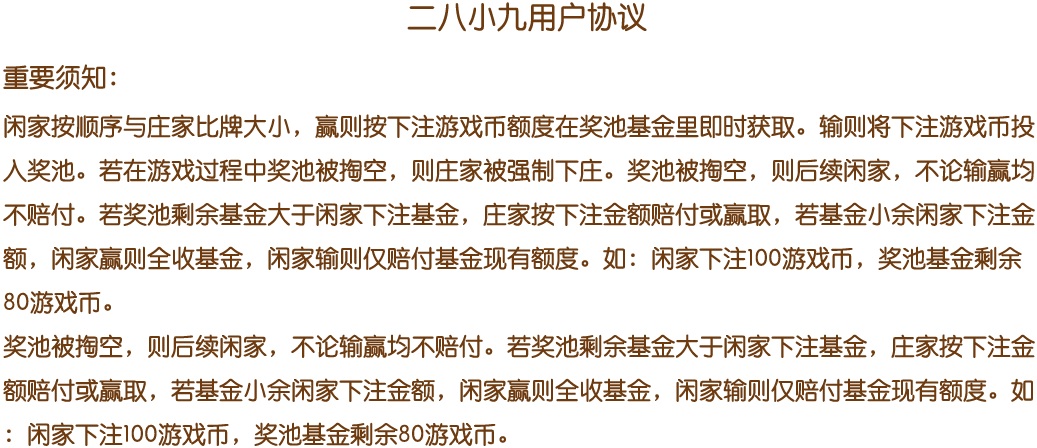 二八小九用户协议
重要须知：
闲家按顺序与庄家比牌大小，赢则按下注游戏币额度在奖池基金里即时获取。输则将下注游戏币投
入奖池。若在游戏过程中奖池被掏空，则庄家被强制下庄。奖池被掏空，则后续闲家，不论输赢均
不赔付。若奖池剩余基金大于闲家下注基金，庄家按下注金额赔付或赢取，若基金小余闲家下注金
额，闲家赢则全收基金，闲家输则仅赔付基金现有额度。如：闲家下注100游戏币，奖池基金剩余
80游戏币。
奖池被掏空，则后续闲家，不论输赢均不赔付。若奖池剩余基金大于闲家下注基金，庄家按下注金
额赔付或赢取，若基金小余闲家下注金额，闲家赢则全收基金，闲家输则仅赔付基金现有额度。如
：闲家下注100游戏币，奖池基金剩余80游戏币。